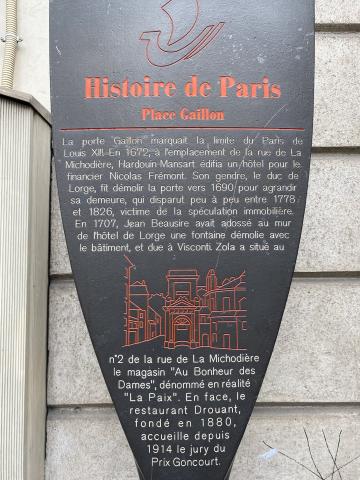 Histoire de Paris
Place Gaillon
La porte Gaillon marquait la limite du Paris de
Louis XIII. En 1672, à l'emplacement de la rue de La
Michodière, Hardouin-Mansart édifia un hôtel pour le
financier Nicolas Frémont. Son gendre, le duc de
Lorge, fit démolir la porte vers 1690 pour agrandir
sa demeure, qui disparut peu à peu entre 1778
et 1826, victime de la spéculation immobilière.
En 1707, Jean Beausire avait adossé au mur
de l'hôtel de Lorge une fontaine démolie avec
le bâtiment, et due à Visconti. Zola a situé au
n°2 de la rue de La Michodière
le magasin "Au Bonheur des
Dames", dénommé en réalité
"La Paix". En face, le
restaurant Drouant,
fondé en 1880,
accueille depuis
1914 le jury du
Prix Goncourt.